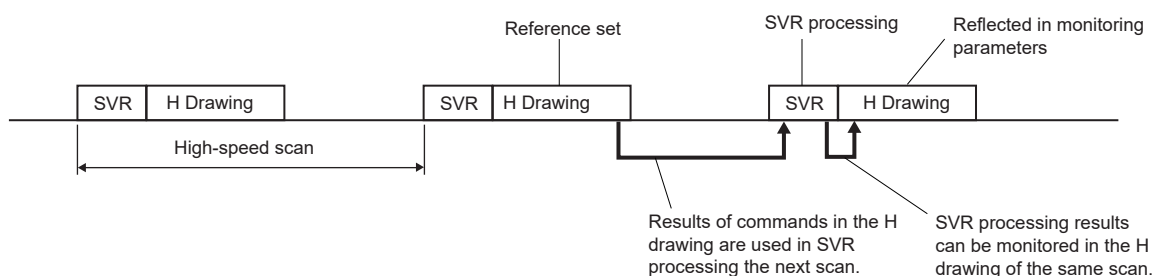 Reference set
SVR processing
Reflected in monitoring
parameters
SVR
H Drawing
SVR
H Drawing
SVR
H Drawing
High-speed scan
Results of commands in the H
drawing are used in SVR
processing the next scan.
SVR processing results
can be monitored in the H
drawing of the same scan.